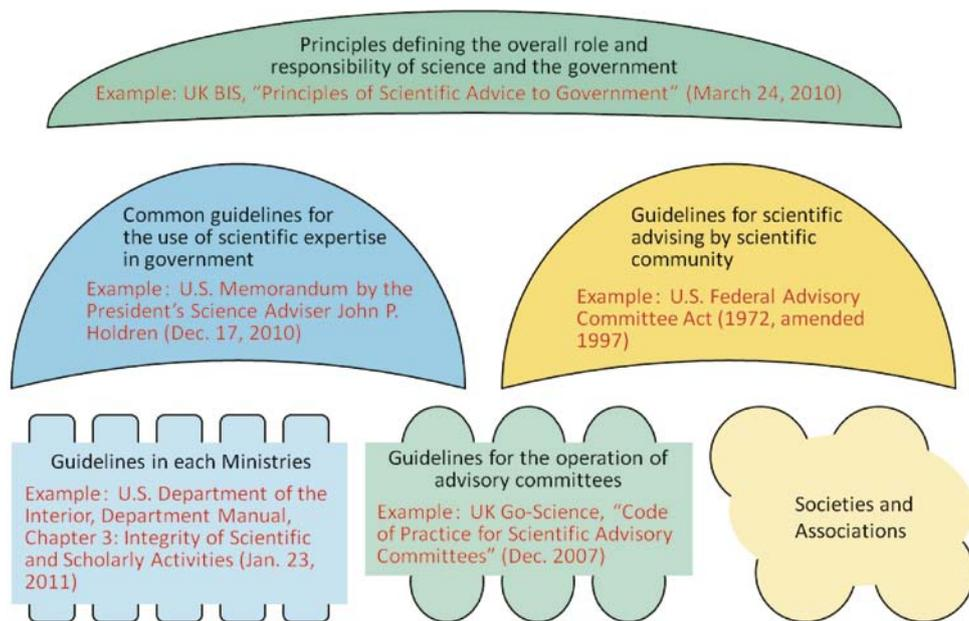 Principles defining the overall role and
responsibility of science and the government
Example: UK BIS, “Principles of Scientific Advice to Government” (March 24, 2010)
Common guidelines for
the use of scientific expertise
in government
Example: U.S. Memorandum by the
President’s Science Adviser John P.
Holdren (Dec. 17, 2010)
Guidelines for scientific
advising by scientific
community
Example: U.S. Federal Advisory
Committee Act (1972, amended
1997)
Guidelines in each Ministries
Example: U.S. Department of the
Interior, Department Manual,
Chapter 3: Integrity of Scientific
and Scholarly Activities (Jan. 23,
2011)
Guidelines for the operation of
advisory committees
Example: UK Go-Science, “Code
of Practice for Scientific Advisory
Committees” (Dec. 2007)
Societies and
Associations